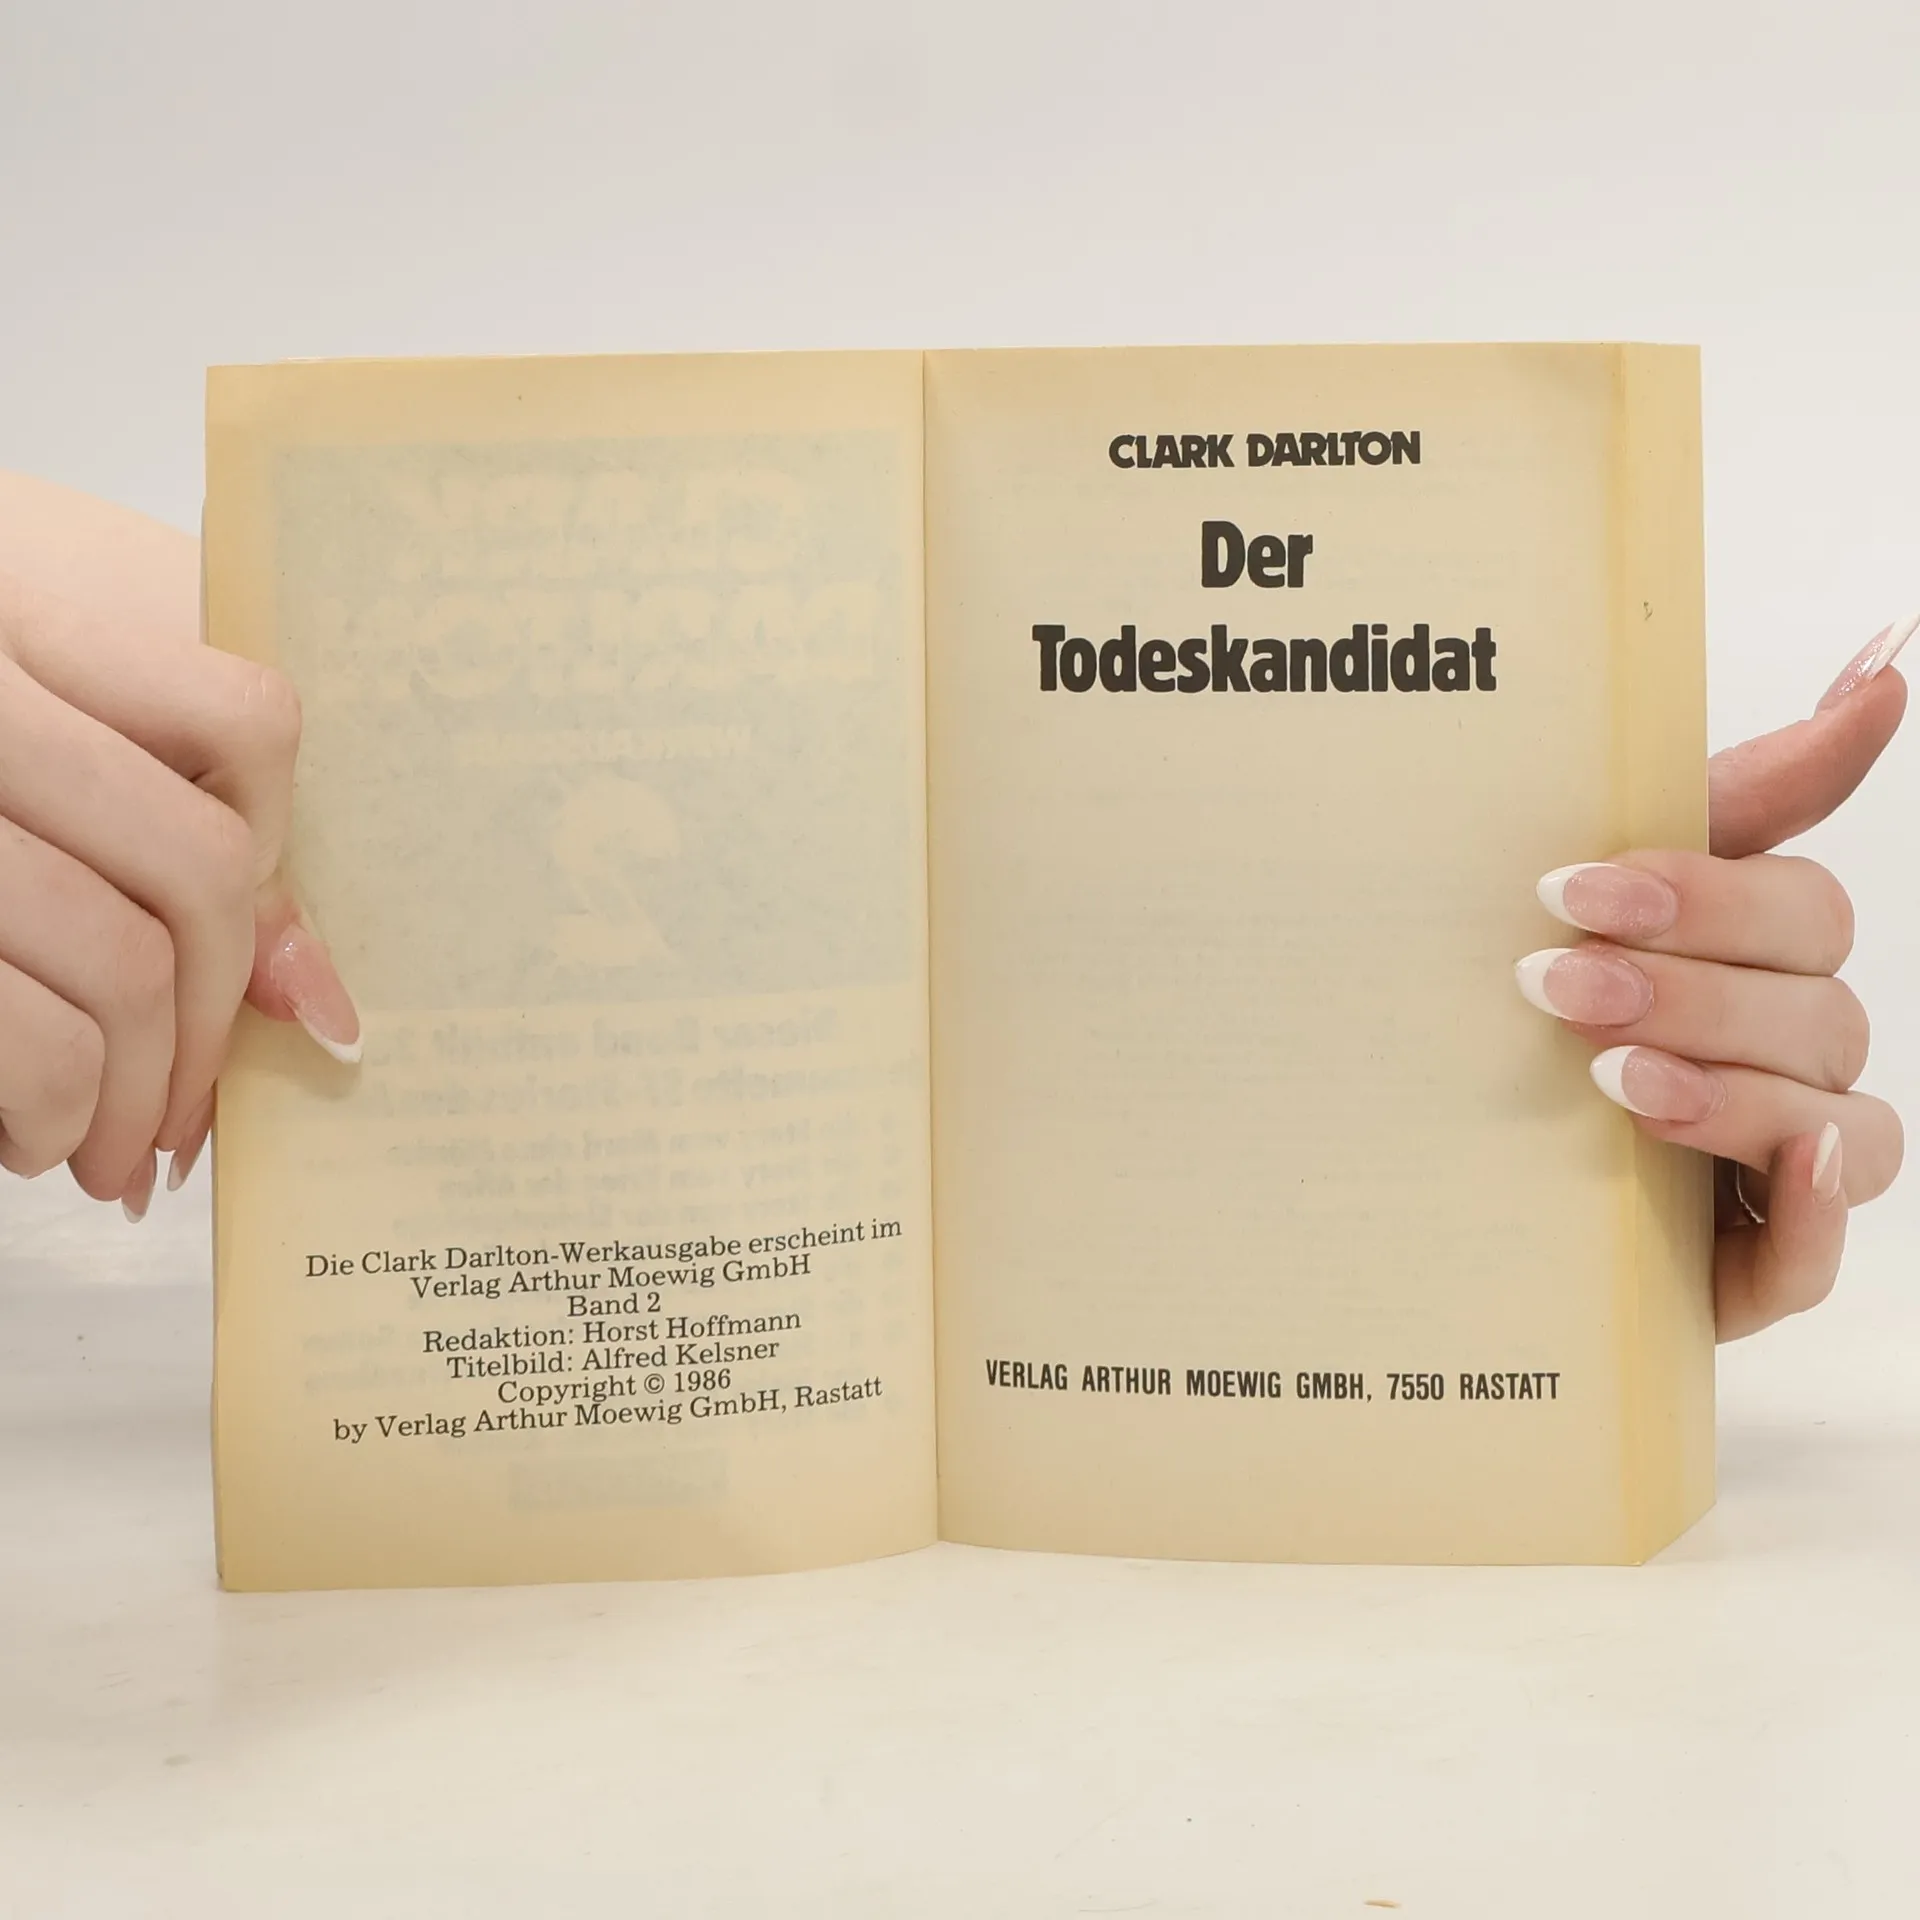 Die Clark Darlton-Werkausgabe erscheint im
Verlag Arthur Moewig GmbH
Band 2
Redaktion: Horst Hoffmann
Titelbild: Alfred Kelsner
Copyright © 1986
by Verlag Arthur Moewig GmbH, Rastatt
CLARK DARLTON
Der
Todeskandidat
VERLAG ARTHUR MOEWIG GMBH, 7550 RASTATT